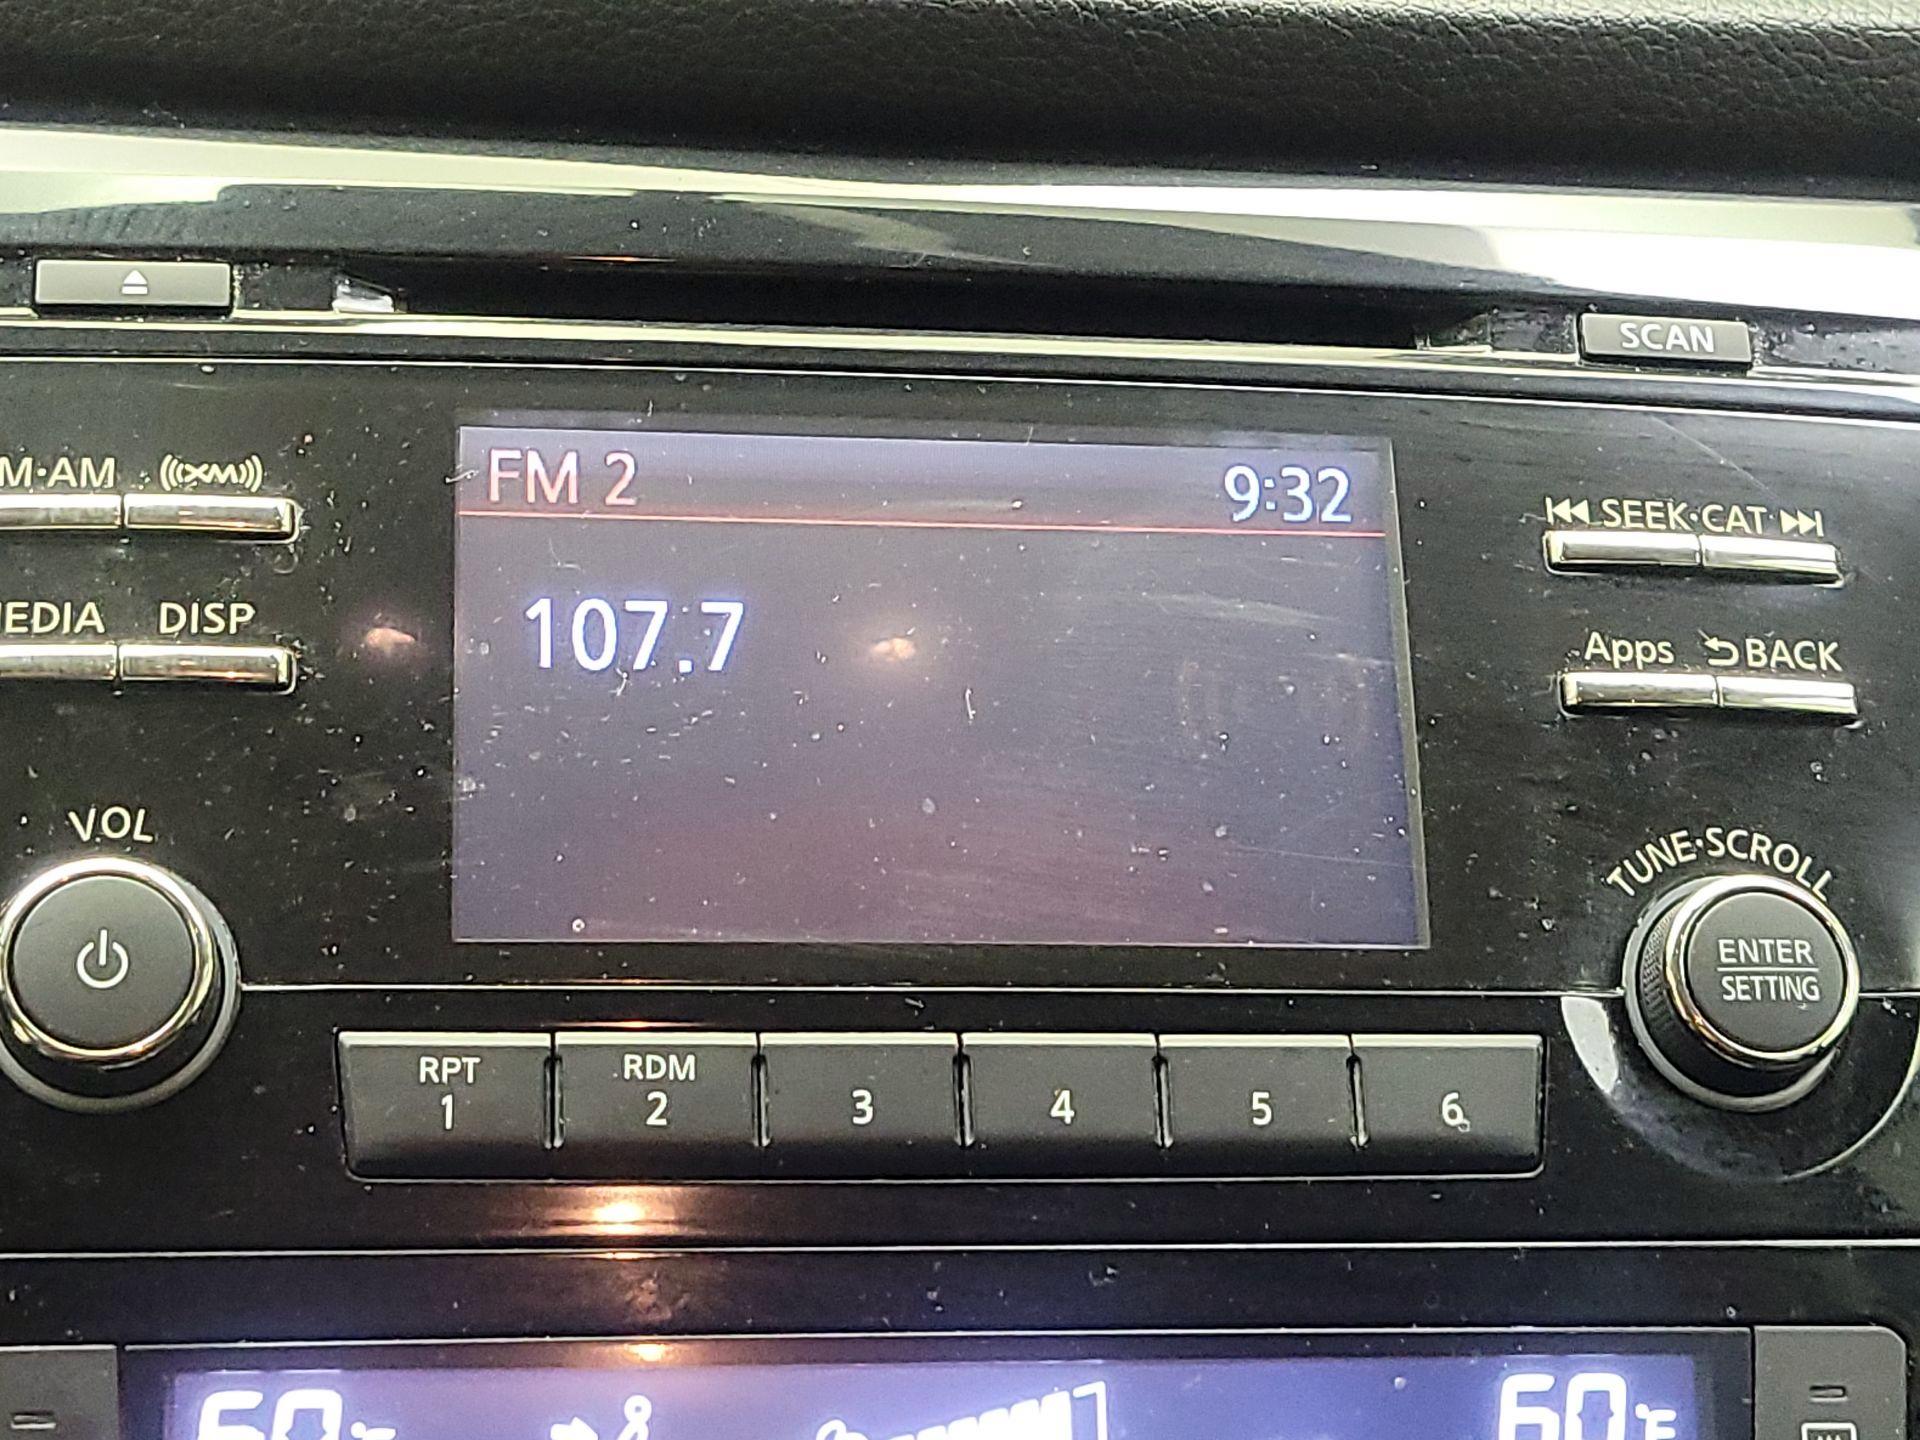 SCAN
M·AM (((XM)))
FM 2 9:32
SEEK·CAT
107.7
EDIA DISP
Apps BACK
VOL
TUNE·SCROLL
ENTER
SETTING
RPT RDM
1 2 3 4 5 6
60°F 60°F